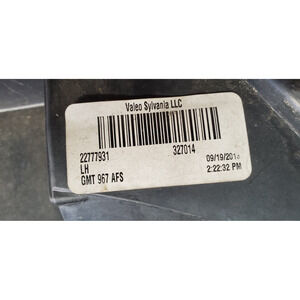 Valeo Sylvania LLC
22777931 327014 09/19/201
LH 2:22:32 PM
GMT 967 AFS